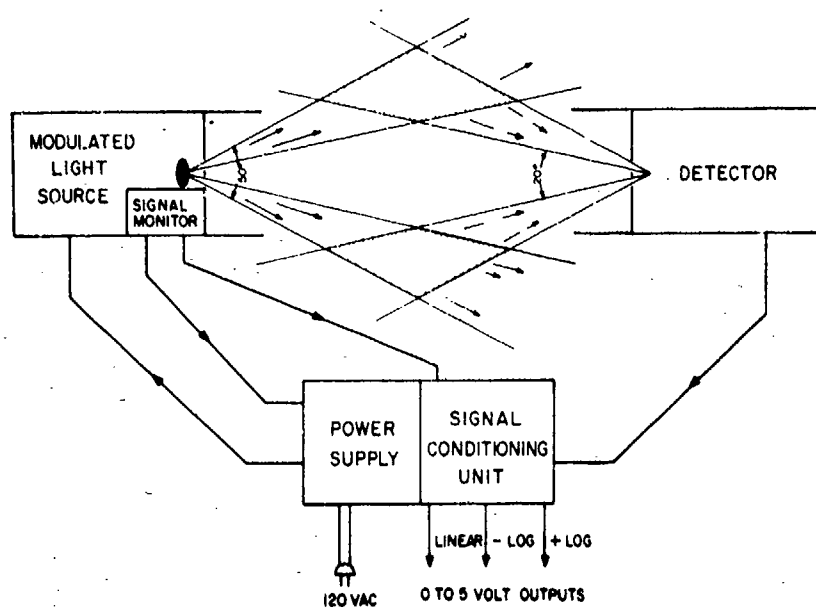 MODULATED
LIGHT
SOURCE
SIGNAL
MONITOR
20°
DETECTOR
POWER
SUPPLY
SIGNAL
CONDITIONING
UNIT
LINEAR - LOG + LOG
120 VAC
0 TO 5 VOLT OUTPUTS